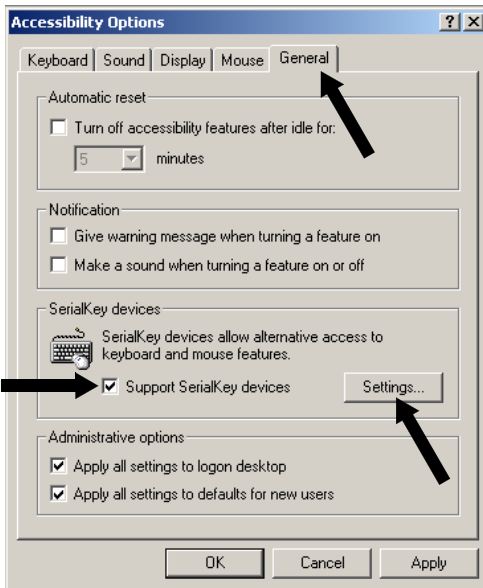 Accessibility Options
Keyboard Sound Display Mouse General
Automatic reset
Turn off accessibility features after idle for:
5 minutes
Notification
Give warning message when turning a feature on
Make a sound when turning a feature on or off
SerialKey devices
SerialKey devices allow alternative access to
keyboard and mouse features.
Support SerialKey devices Settings...
Administrative options
Apply all settings to logon desktop
Apply all settings to defaults for new users
OK Cancel Apply